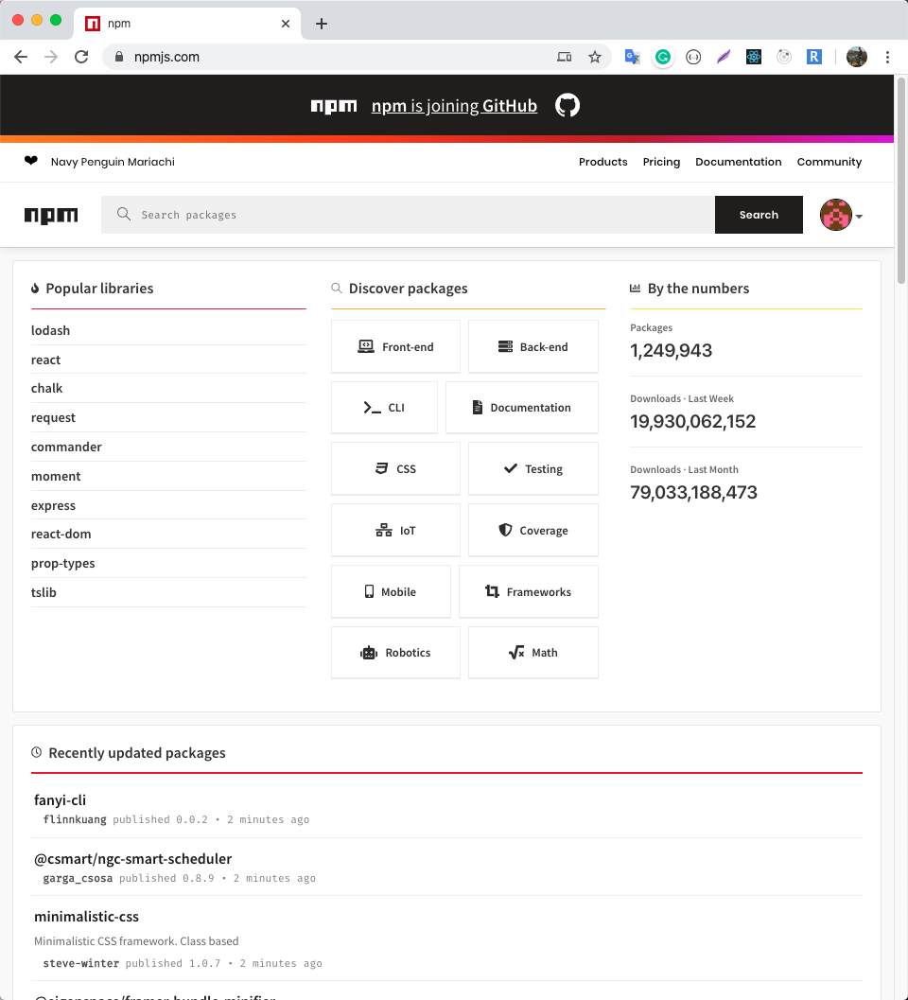 npm
npmjs.com
npm npm is joining GitHub
Navy Penguin Mariachi
Products Pricing Documentation Community
npm
Search packages
Search
Popular libraries
lodash
react
chalk
request
commander
moment
express
react-dom
prop-types
tslib
Discover packages
Front-end
Back-end
CLI
Documentation
CSS
Testing
IoT
Coverage
Mobile
Frameworks
Robotics
Math
By the numbers
Packages
1,249,943
Downloads · Last Week
19,930,062,152
Downloads · Last Month
79,033,188,473
Recently updated packages
fanyi-cli
flinnkuang published 0.0.2 • 2 minutes ago
@csmart/ngc-smart-scheduler
garga_csosa published 0.8.9 • 2 minutes ago
minimalistic-css
Minimalistic CSS framework. Class based
steve-winter published 1.0.7 • 2 minutes ago